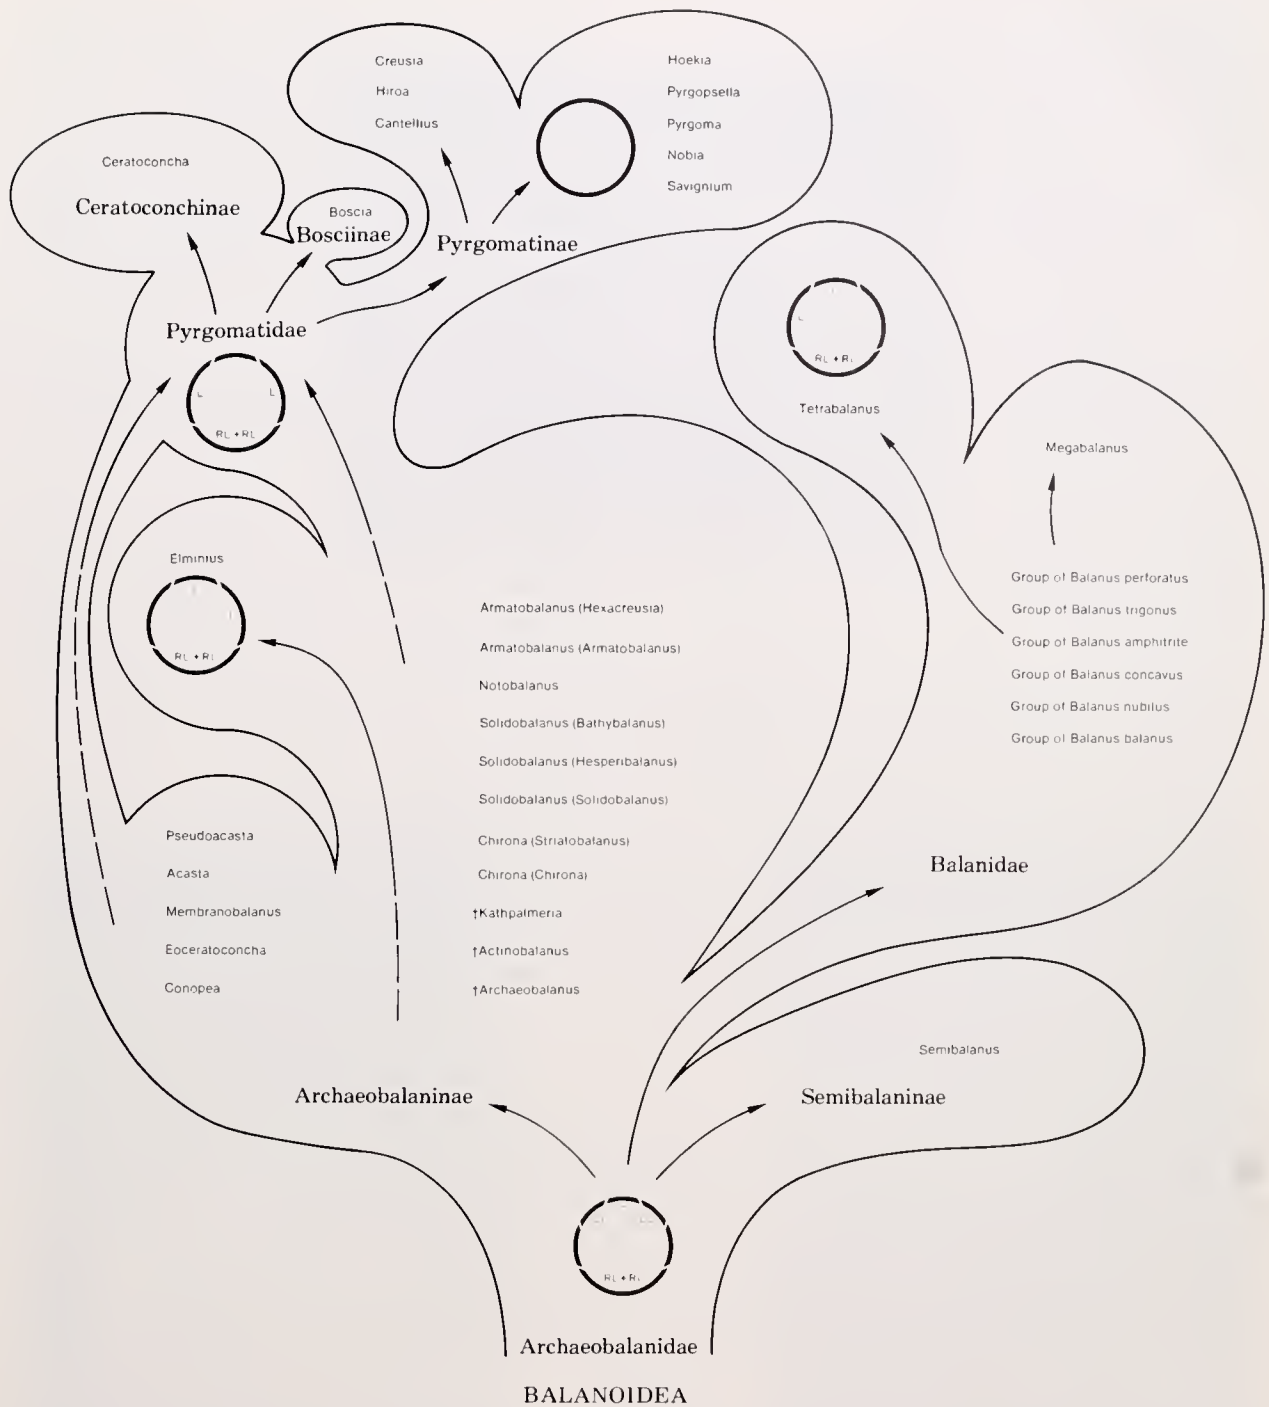 Creusia
Hiroa
Cantellius
Hoekia
Pyrgopsella
Pyrgoma
Nobia
Savignium
Ceratoconcha
Ceratoconchinae
Boscia
Bosciinae
Pyrgomatinae
Pyrgomatidae
L
L
RL + RL
L
RL + RL
Tetrabalanus
Megabalanus
Elminius
RL + RL
Group of Balanus perforatus
Group of Balanus trigonus
Group of Balanus amphitrite
Group of Balanus concavus
Group of Balanus nubilus
Group of Balanus balanus
Armatobalanus (Hexacreusia)
Armatobalanus (Armatobalanus)
Notobalanus
Solidobalanus (Bathybalanus)
Solidobalanus (Hesperibalanus)
Solidobalanus (Solidobalanus)
Chirona (Striatobalanus)
Chirona (Chirona)
†Kathpalmeria
†Actinobalanus
†Archaeobalanus
Pseudoacasta
Acasta
Membranobalanus
Eoceratoconcha
Conopea
Balanidae
Semibalanus
Semibalaninae
Archaeobalaninae
RL + RL
Archaeobalanidae
BALANOIDEA